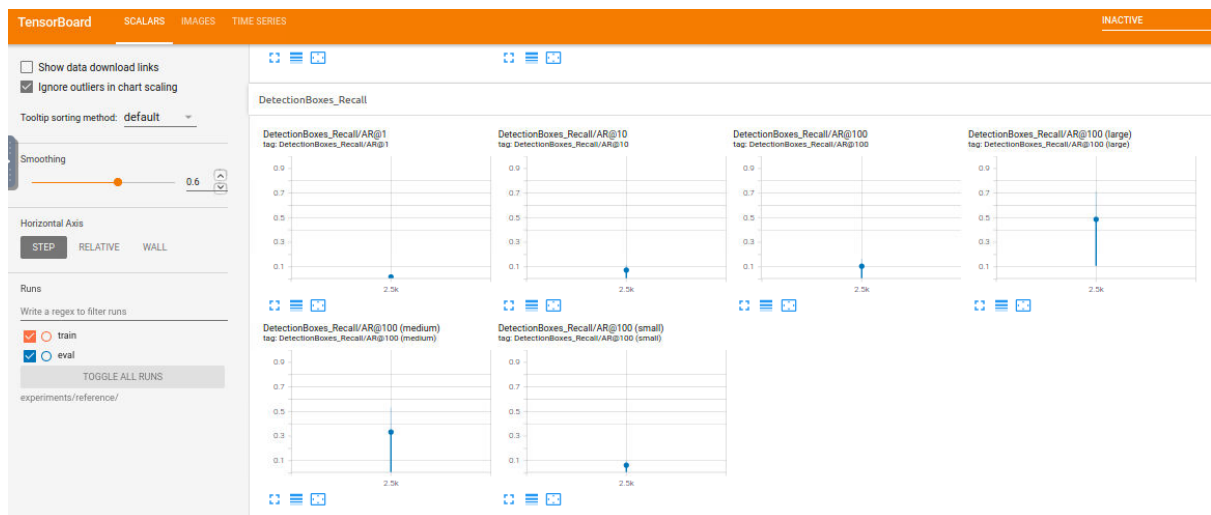 TensorBoard SCALARS IMAGES TIME SERIES INACTIVE
Show data download links
Ignore outliers in chart scaling
Tooltip sorting method: default
Smoothing
0.6
Horizontal Axis
STEP RELATIVE WALL
Runs
Write a regex to filter runs
train
eval
TOGGLE ALL RUNS
experiments/reference/
DetectionBoxes_Recall
DetectionBoxes_Recall/AR@1
tag: DetectionBoxes_Recall/AR@1
0.9
0.7
0.5
0.3
0.1
2.5k
DetectionBoxes_Recall/AR@10
tag: DetectionBoxes_Recall/AR@10
0.9
0.7
0.5
0.3
0.1
2.5k
DetectionBoxes_Recall/AR@100
tag: DetectionBoxes_Recall/AR@100
0.9
0.7
0.5
0.3
0.1
2.5k
DetectionBoxes_Recall/AR@100 (large)
tag: DetectionBoxes_Recall/AR@100 (large)
0.9
0.7
0.5
0.3
0.1
2.5k
DetectionBoxes_Recall/AR@100 (medium)
tag: DetectionBoxes_Recall/AR@100 (medium)
0.9
0.7
0.5
0.3
0.1
2.5k
DetectionBoxes_Recall/AR@100 (small)
tag: DetectionBoxes_Recall/AR@100 (small)
0.9
0.7
0.5
0.3
0.1
2.5k